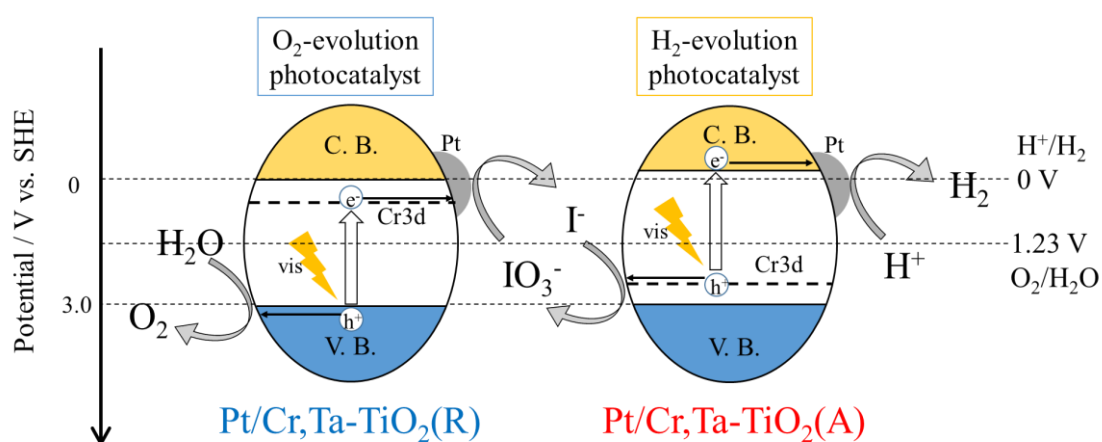 O₂-evolution
photocatalyst
H₂-evolution
photocatalyst
Potential / V vs. SHE
0
3.0
C. B.
Pt
e⁻
Cr3d
vis
h⁺
V. B.
H₂O
O₂
I⁻
IO₃⁻
C. B.
Pt
e⁻
vis
Cr3d
h⁺
V. B.
H⁺/H₂
0 V
H₂
H⁺
1.23 V
O₂/H₂O
Pt/Cr,Ta-TiO₂(R)
Pt/Cr,Ta-TiO₂(A)